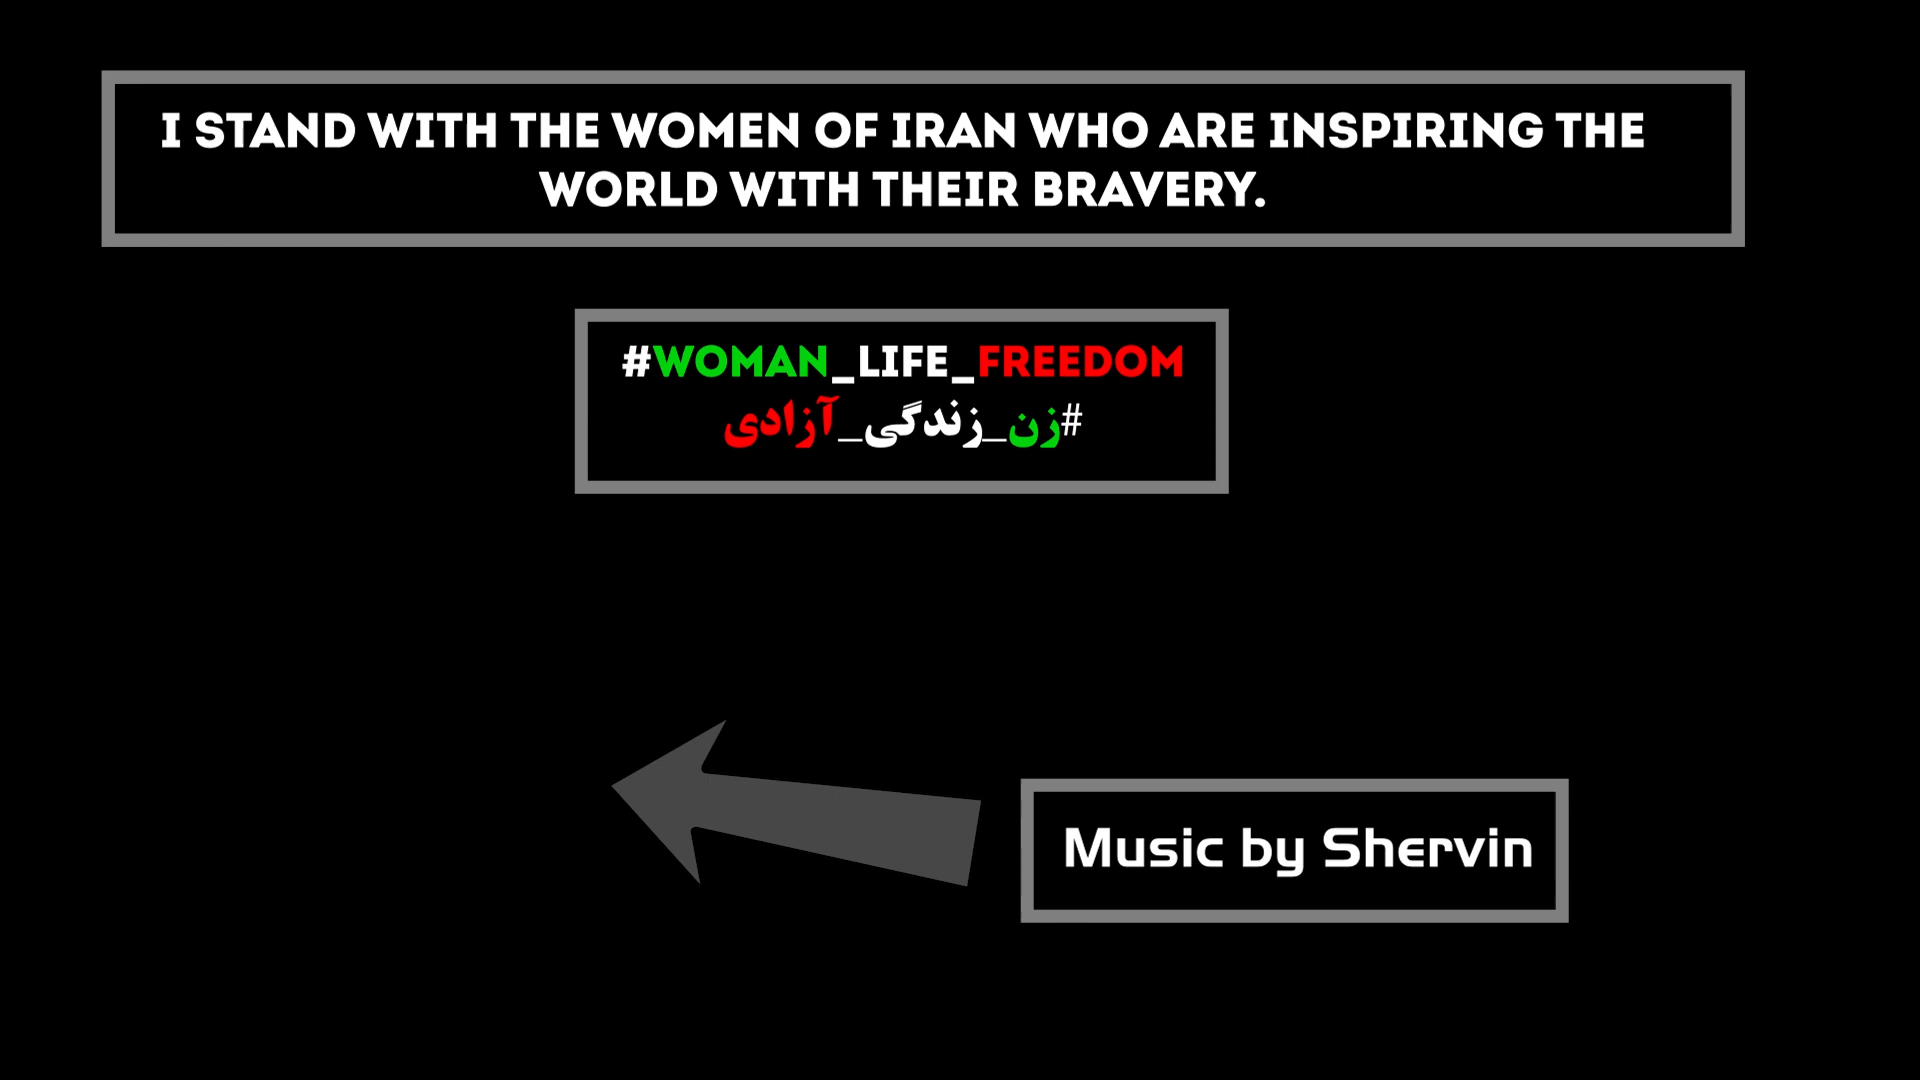 I STAND WITH THE WOMEN OF IRAN WHO ARE INSPIRING THE
WORLD WITH THEIR BRAVERY.
#WOMAN_LIFE_FREEDOM
#زن_زندگی_آزادی
Music by Shervin